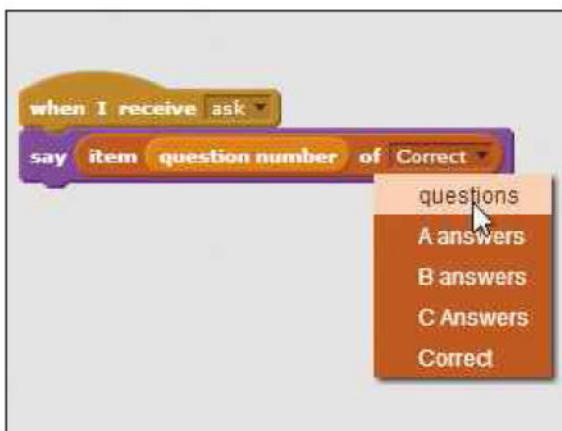 when I receive ask
say item question number of Correct
questions
A answers
B answers
C Answers
Correct